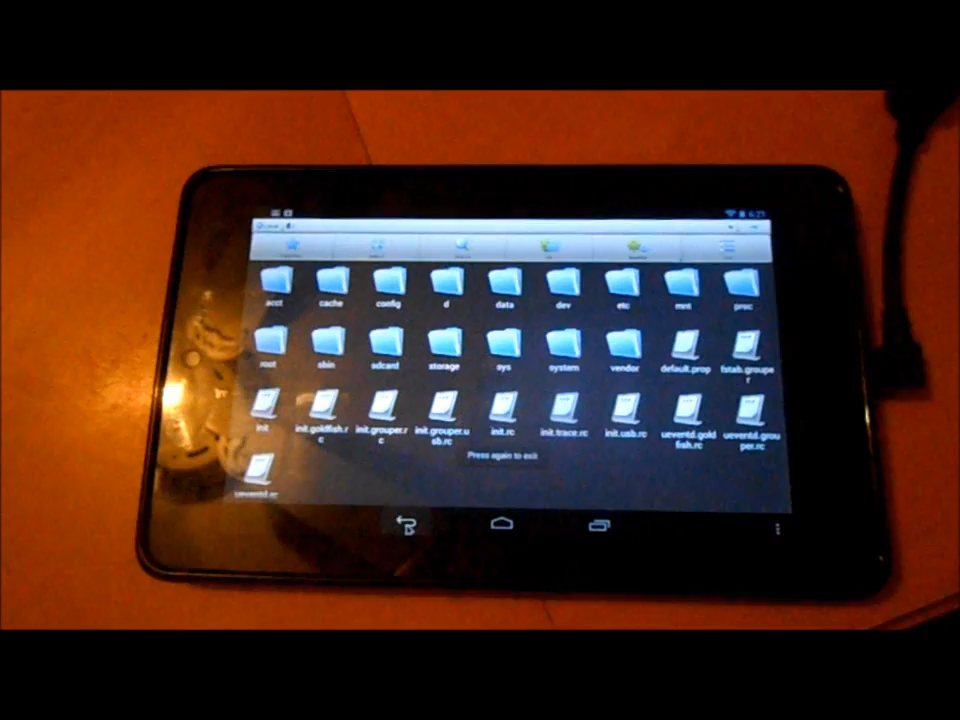 6:21
acct cache config d data dev etc mnt proc
root sbin sdcard storage sys system vendor default.prop fstab.groupe
r
init init.goldfish.r init.grouper.r init.grouper.u init.rc init.trace.rc init.usb.rc ueventd.gold ueventd.grou
c c sb.rc fish.rc per.rc
Press again to exit
ueventd.rc